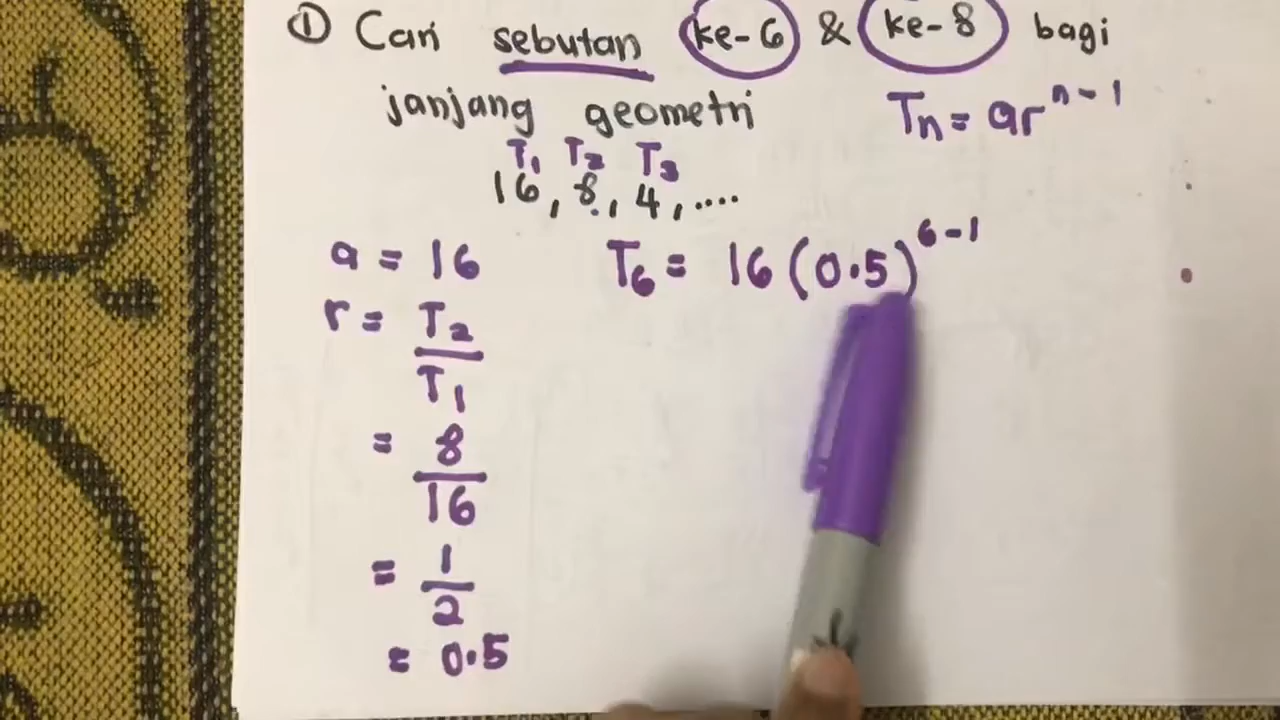 ① Cari sebutan ke-6 & ke-8 bagi
janjang geometri
Tn = ar^n-1
T1 T2 T3
16, 8, 4, ....
a = 16
r = T2/T1
= 8/16
= 1/2
= 0.5
T6 = 16(0.5)^6-1